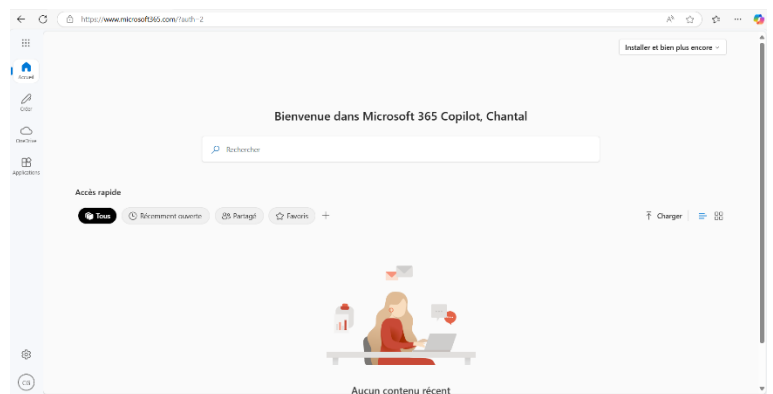 https://www.microsoft365.com/?auth=2
Installer et bien plus encore
Accueil
Créer
OneDrive
Applications
Bienvenue dans Microsoft 365 Copilot, Chantal
Rechercher
Accès rapide
Tous
Récemment ouverte
Partagé
Favoris
Charger
Aucun contenu récent